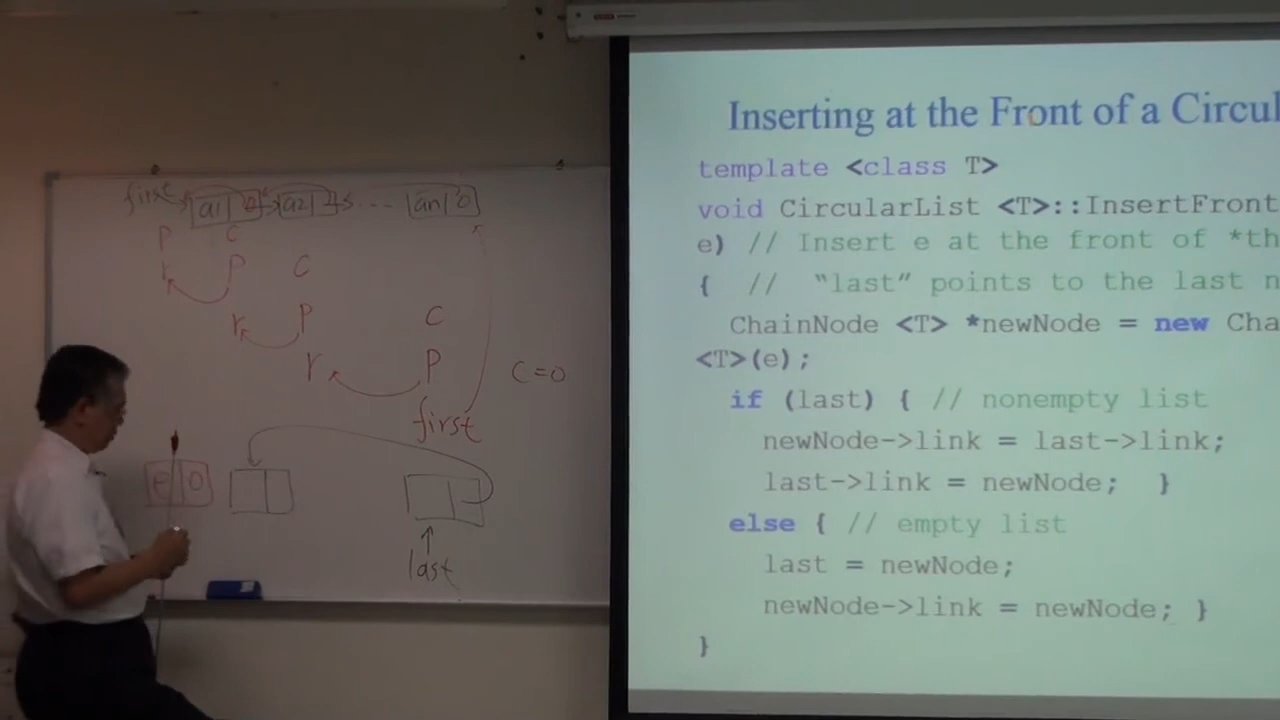 first a1 a2 ... an 0
P C
r P C
r P C
r P C=0
first
e 0
last
Inserting at the Front of a Circul
template <class T>
void CircularList <T>::InsertFront
e) // Insert e at the front of *th
{ // “last” points to the last n
ChainNode <T> *newNode = new Cha
<T>(e);
if (last) { // nonempty list
newNode->link = last->link;
last->link = newNode; }
else { // empty list
last = newNode;
newNode->link = newNode; }
}